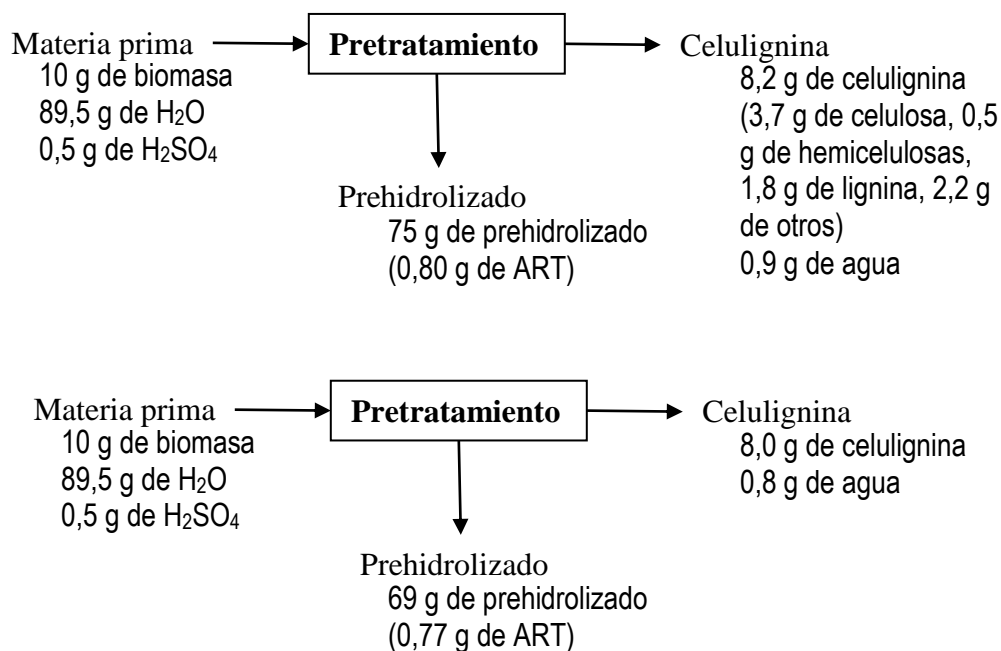 Materia prima
10 g de biomasa
89,5 g de H₂O
0,5 g de H₂SO₄
Pretratamiento
Celulignina
8,2 g de celulignina
(3,7 g de celulosa, 0,5
g de hemicelulosas,
1,8 g de lignina, 2,2 g
de otros)
0,9 g de agua
Prehidrolizado
75 g de prehidrolizado
(0,80 g de ART)
Materia prima
10 g de biomasa
89,5 g de H₂O
0,5 g de H₂SO₄
Pretratamiento
Celulignina
8,0 g de celulignina
0,8 g de agua
Prehidrolizado
69 g de prehidrolizado
(0,77 g de ART)